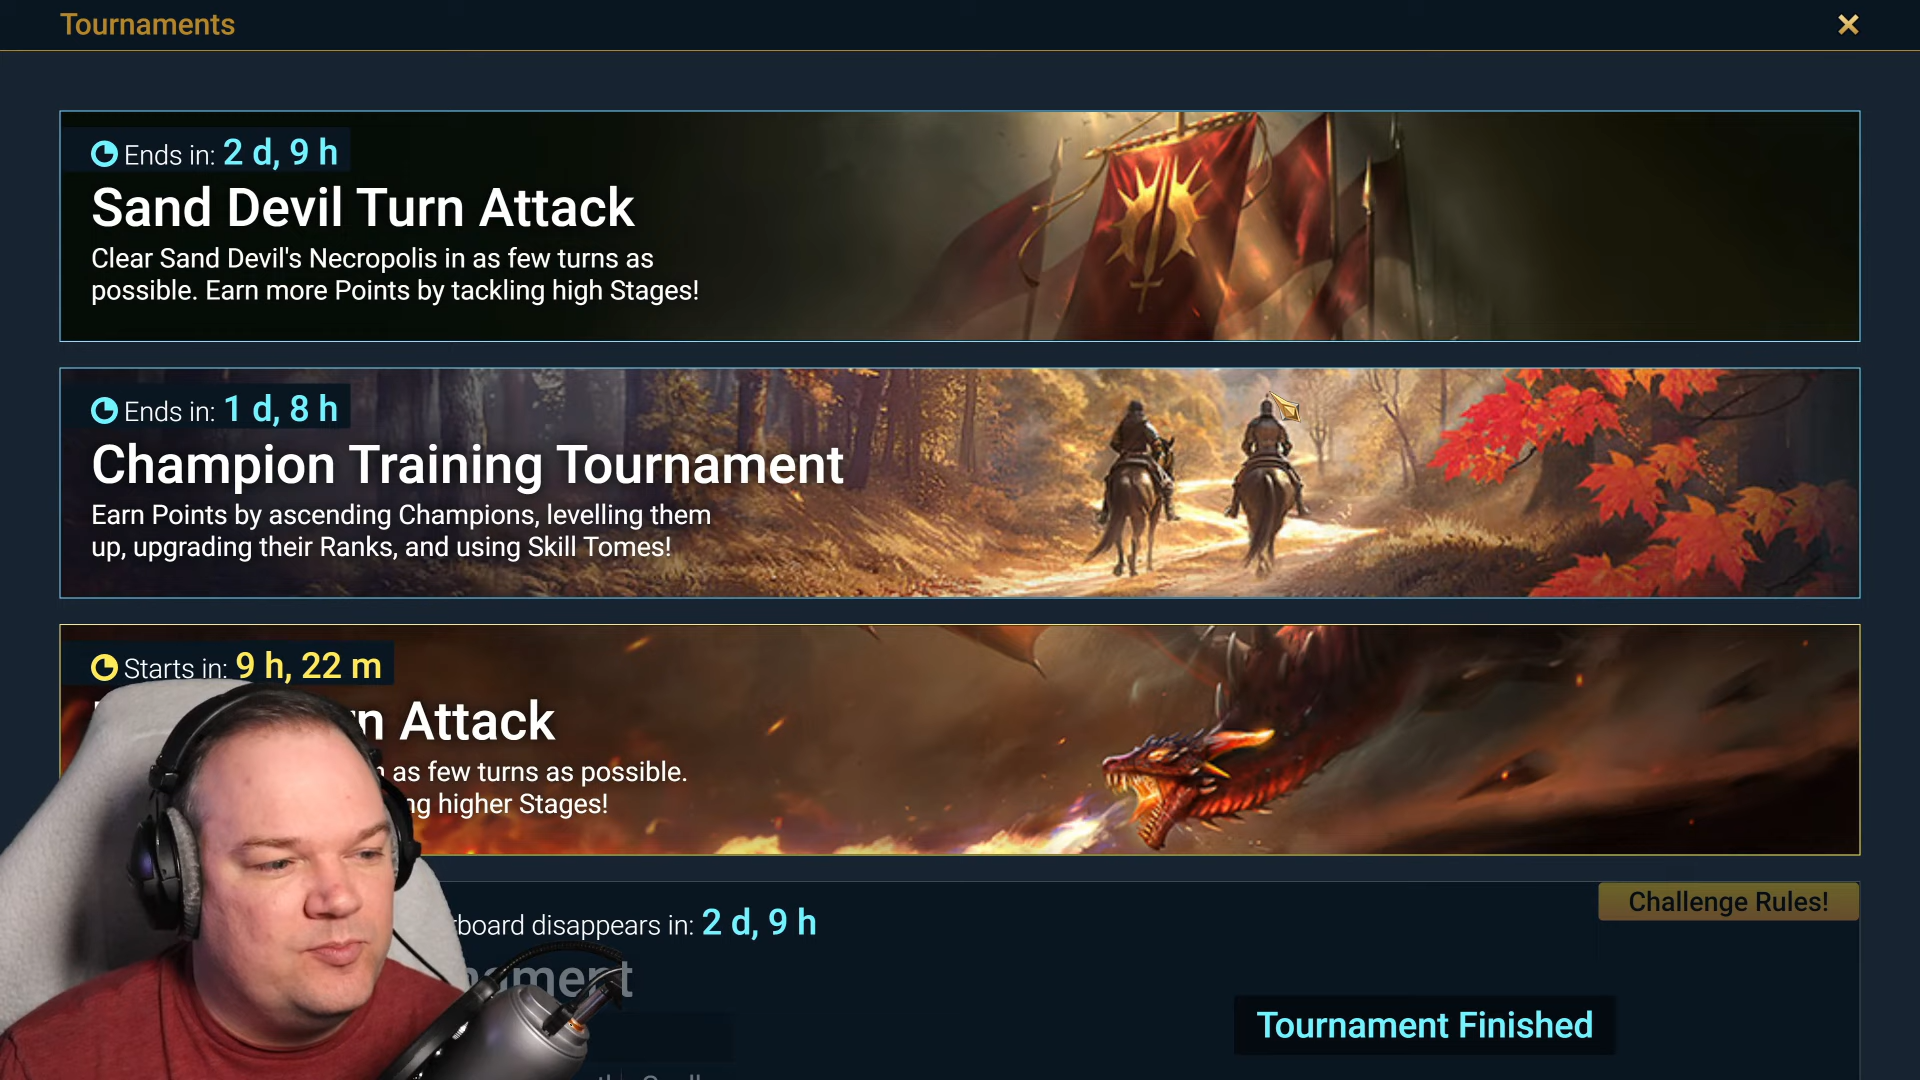 Tournaments
Ends in: 2 d, 9 h
Sand Devil Turn Attack
Clear Sand Devil's Necropolis in as few turns as
possible. Earn more Points by tackling high Stages!
Ends in: 1 d, 8 h
Champion Training Tournament
Earn Points by ascending Champions, levelling them
up, upgrading their Ranks, and using Skill Tomes!
Starts in: 9 h, 22 m
Attack
as few turns as possible.
higher Stages!
Challenge Rules!
disappears in: 2 d, 9 h
Tournament Finished